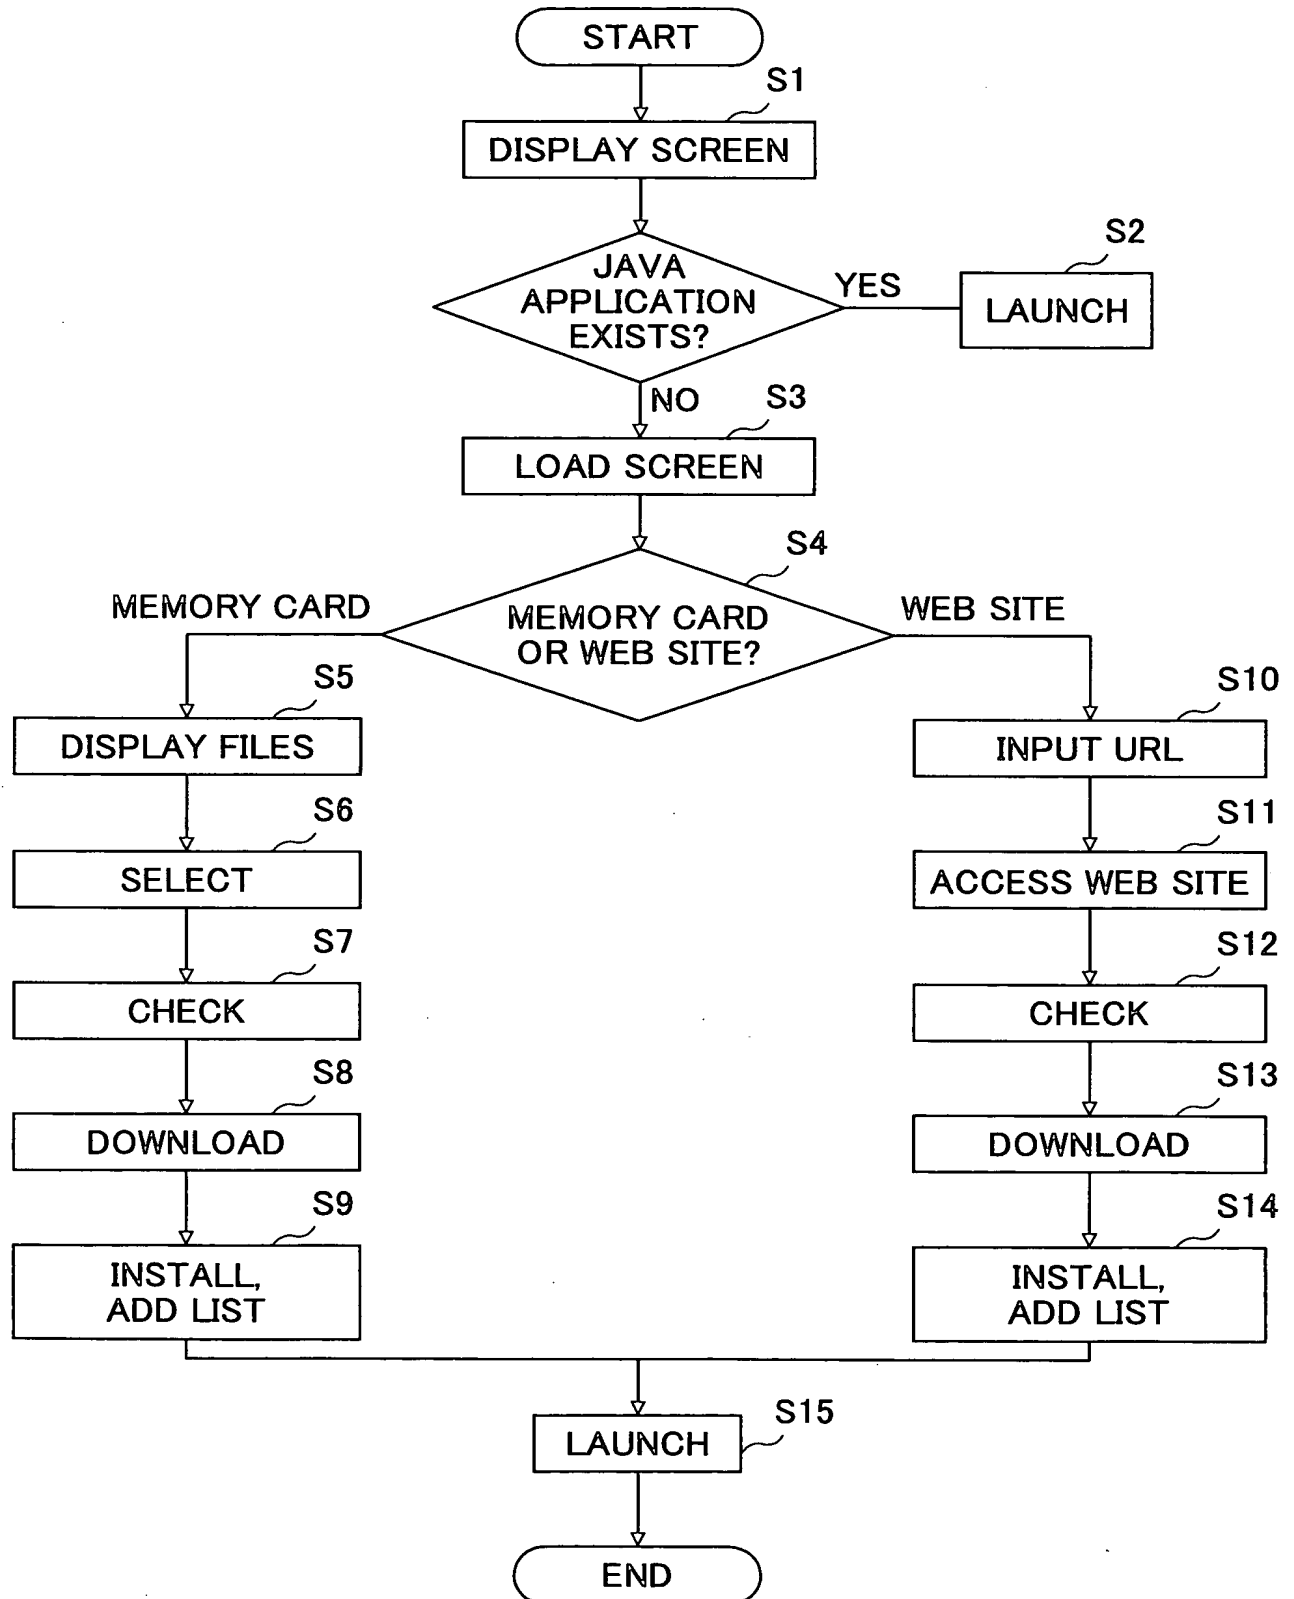 START
S1
DISPLAY SCREEN
S2
JAVA
APPLICATION
EXISTS?
YES
LAUNCH
NO
S3
LOAD SCREEN
S4
MEMORY CARD
MEMORY CARD
OR WEB SITE?
WEB SITE
S5
DISPLAY FILES
S6
SELECT
S7
CHECK
S8
DOWNLOAD
S9
INSTALL,
ADD LIST
S10
INPUT URL
S11
ACCESS WEB SITE
S12
CHECK
S13
DOWNLOAD
S14
INSTALL,
ADD LIST
S15
LAUNCH
END